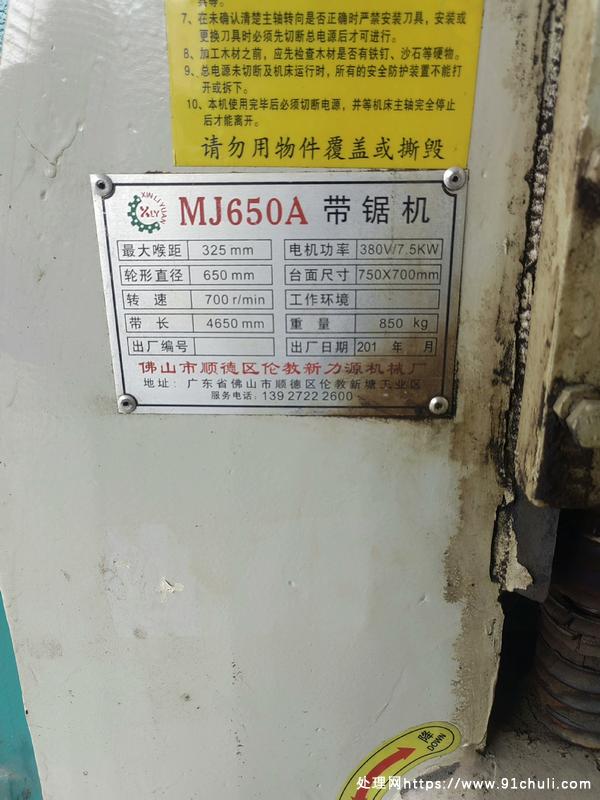 具等。
7、在未确认清楚主轴转向是否正确时严禁安装刀具，安装或
更换刀具时必须先切断总电源后才可进行。
8、加工木材之前，应先检查木材是否有铁钉、沙石等硬物。
9、总电源未切断及机床运行时，所有的安全防护装置不能打
开或拆下。
10、本机使用完毕后必须切断电源，并等机床主轴完全停止
后才能离开。
请勿用物件覆盖或撕毁
XIN LI YUAN
XLY
MJ650A 带锯机
最大喉距 325mm 电机功率 380V/7.5KW
轮形直径 650mm 台面尺寸 750X700mm
转速 700r/min 工作环境
带长 4650mm 重量 850kg
出厂编号 出厂日期 201 年 月
佛山市顺德区伦教新力源机械厂
地址：广东省佛山市顺德区伦教新塘工业区
服务电话：139 2722 2600
降
DOWN
处理网https://www.91chuli.com